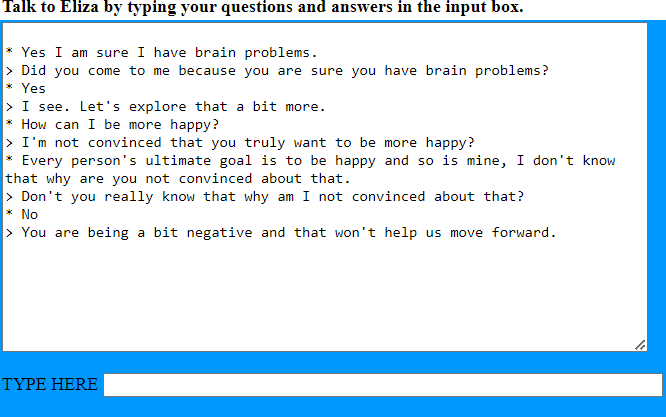 Talk to Eliza by typing your questions and answers in the input box.
* Yes I am sure I have brain problems.
> Did you come to me because you are sure you have brain problems?
* Yes
> I see. Let's explore that a bit more.
* How can I be more happy?
> I'm not convinced that you truly want to be more happy?
* Every person's ultimate goal is to be happy and so is mine, I don't know
that why are you not convinced about that.
> Don't you really know that why am I not convinced about that?
* No
> You are being a bit negative and that won't help us move forward.
TYPE HERE